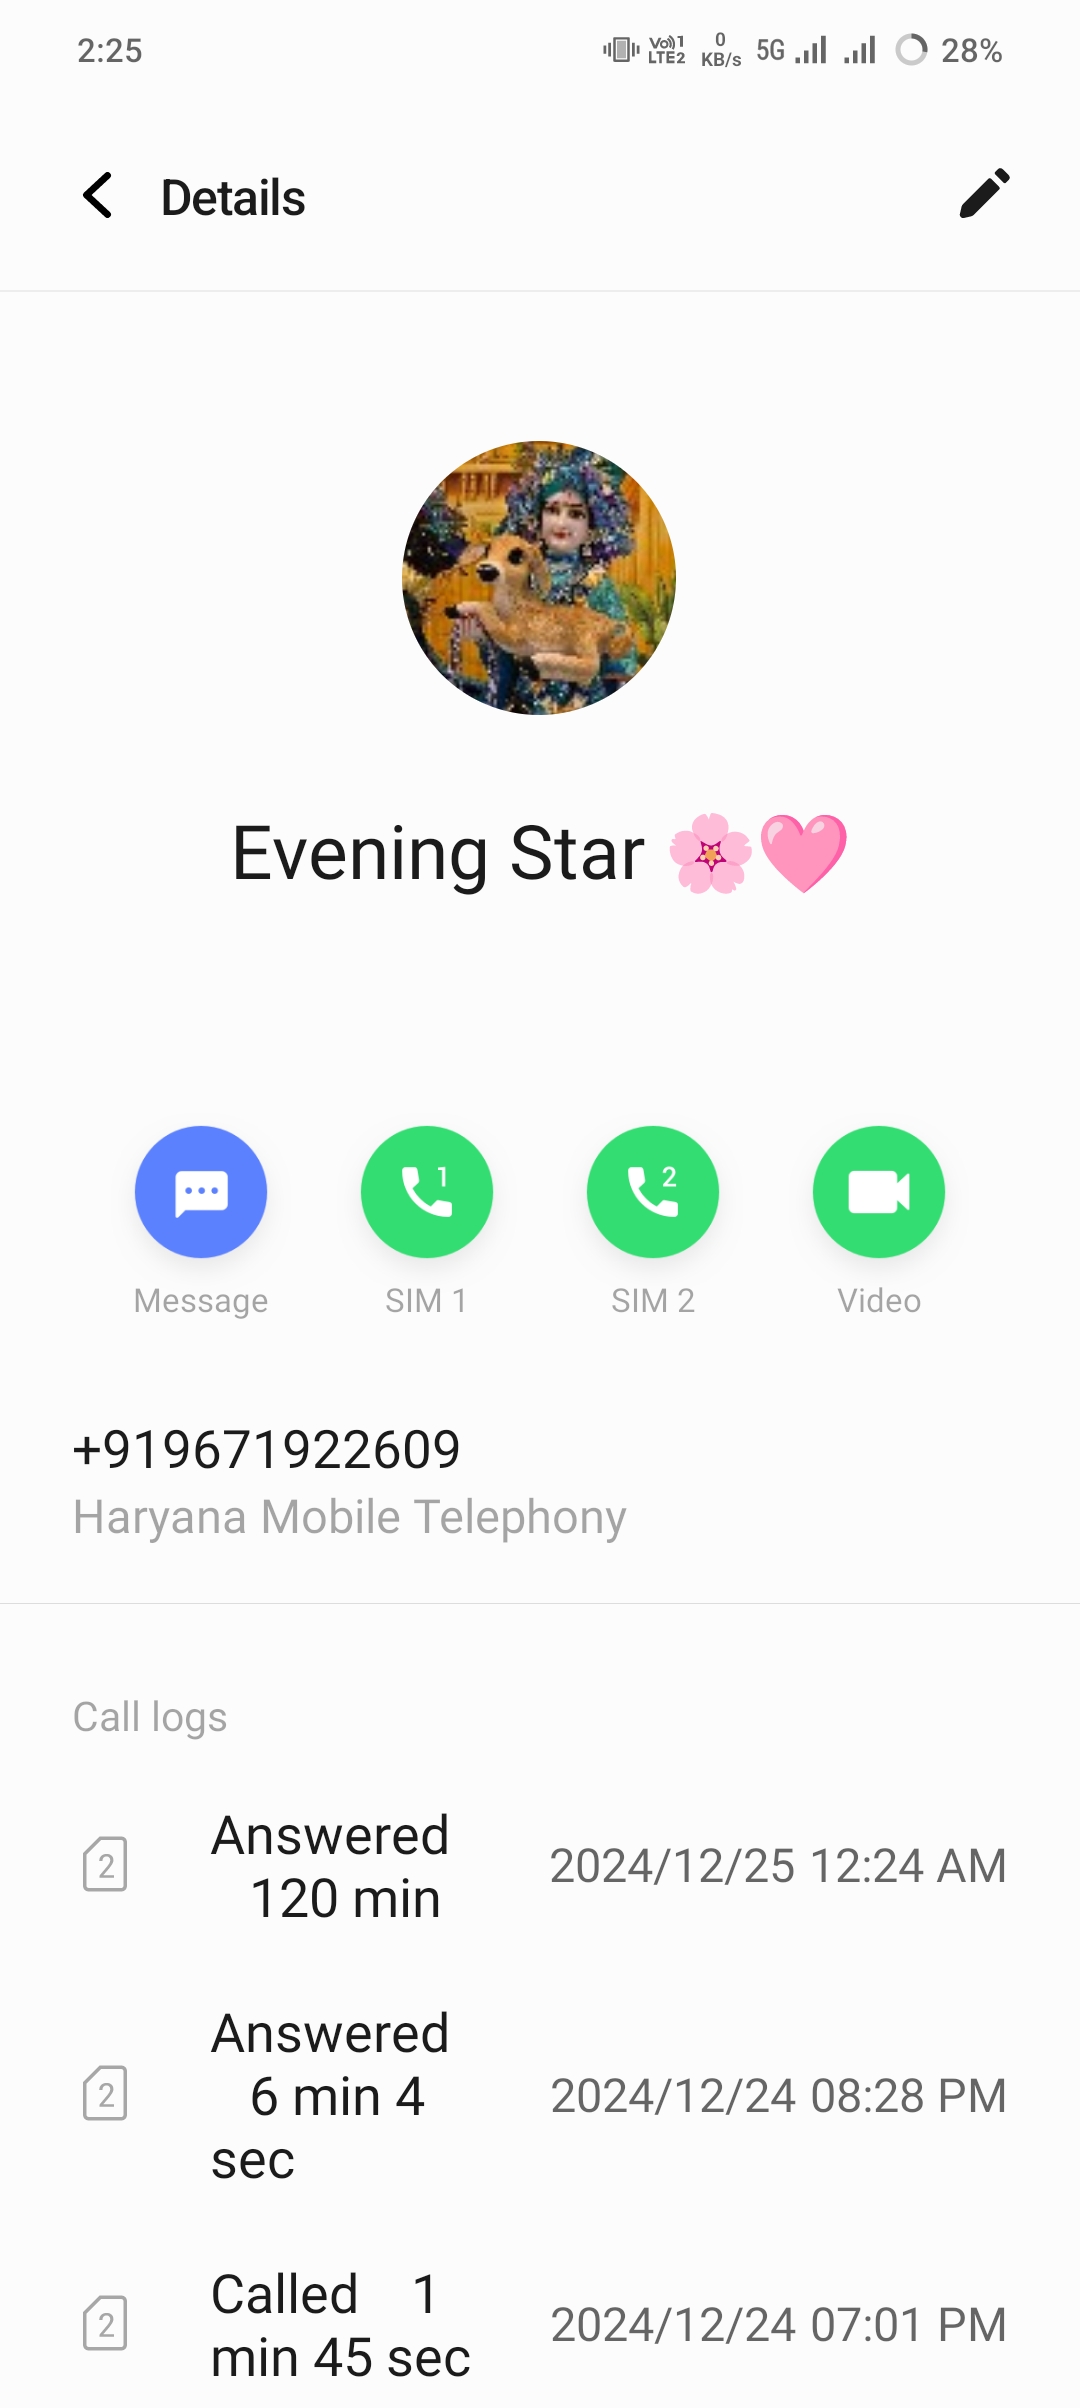 2:25
Vo)) 1
LTE2
0
KB/s
5G
28%
Details
Evening Star 🌸🩷
1
2
Message
SIM 1
SIM 2
Video
+919671922609
Haryana Mobile Telephony
Call logs
2
Answered
120 min
2024/12/25 12:24 AM
2
Answered
6 min 4
sec
2024/12/24 08:28 PM
2
Called 1
min 45 sec
2024/12/24 07:01 PM